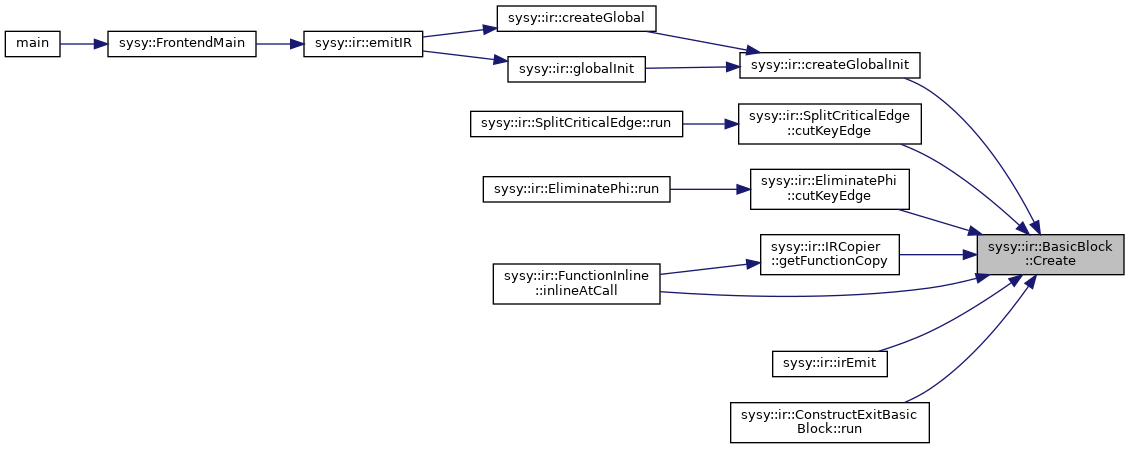 main
sysy::FrontendMain
sysy::ir::emitIR
sysy::ir::createGlobal
sysy::ir::globalInit
sysy::ir::createGlobalInit
sysy::ir::SplitCriticalEdge::run
sysy::ir::SplitCriticalEdge
::cutKeyEdge
sysy::ir::EliminatePhi::run
sysy::ir::EliminatePhi
::cutKeyEdge
sysy::ir::FunctionInline
::inlineAtCall
sysy::ir::IRCopier
::getFunctionCopy
sysy::ir::BasicBlock
::Create
sysy::ir::irEmit
sysy::ir::ConstructExitBasic
Block::run